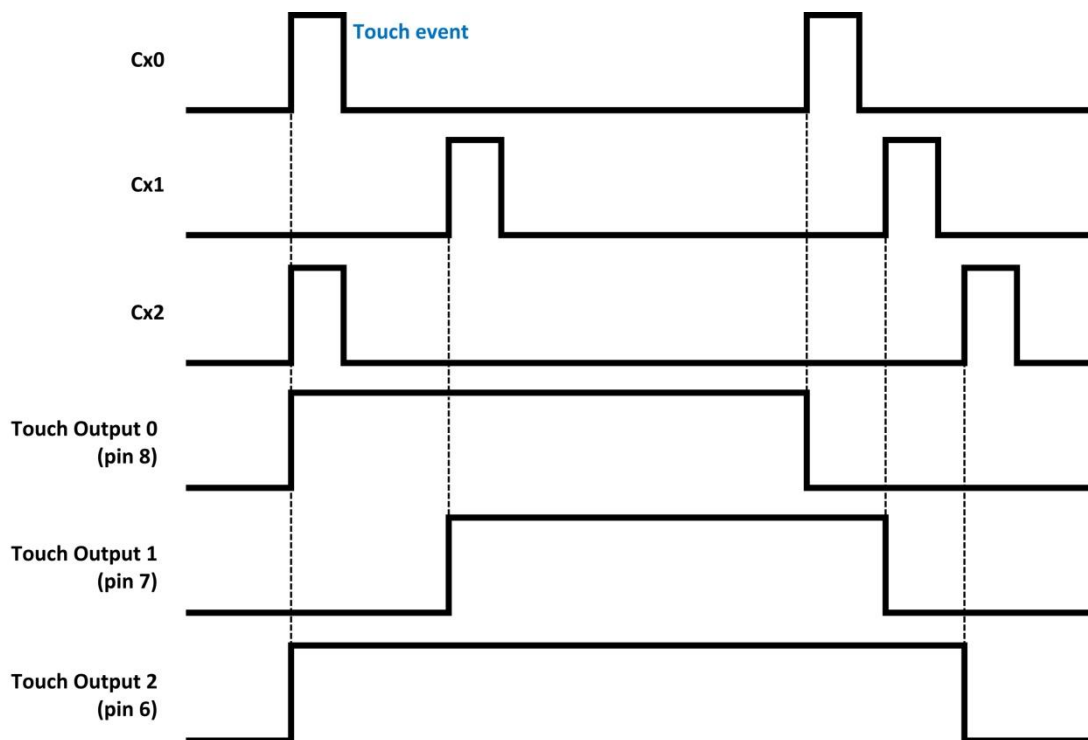 Cx0
Touch event
Cx1
Cx2
Touch Output 0
(pin 8)
Touch Output 1
(pin 7)
Touch Output 2
(pin 6)